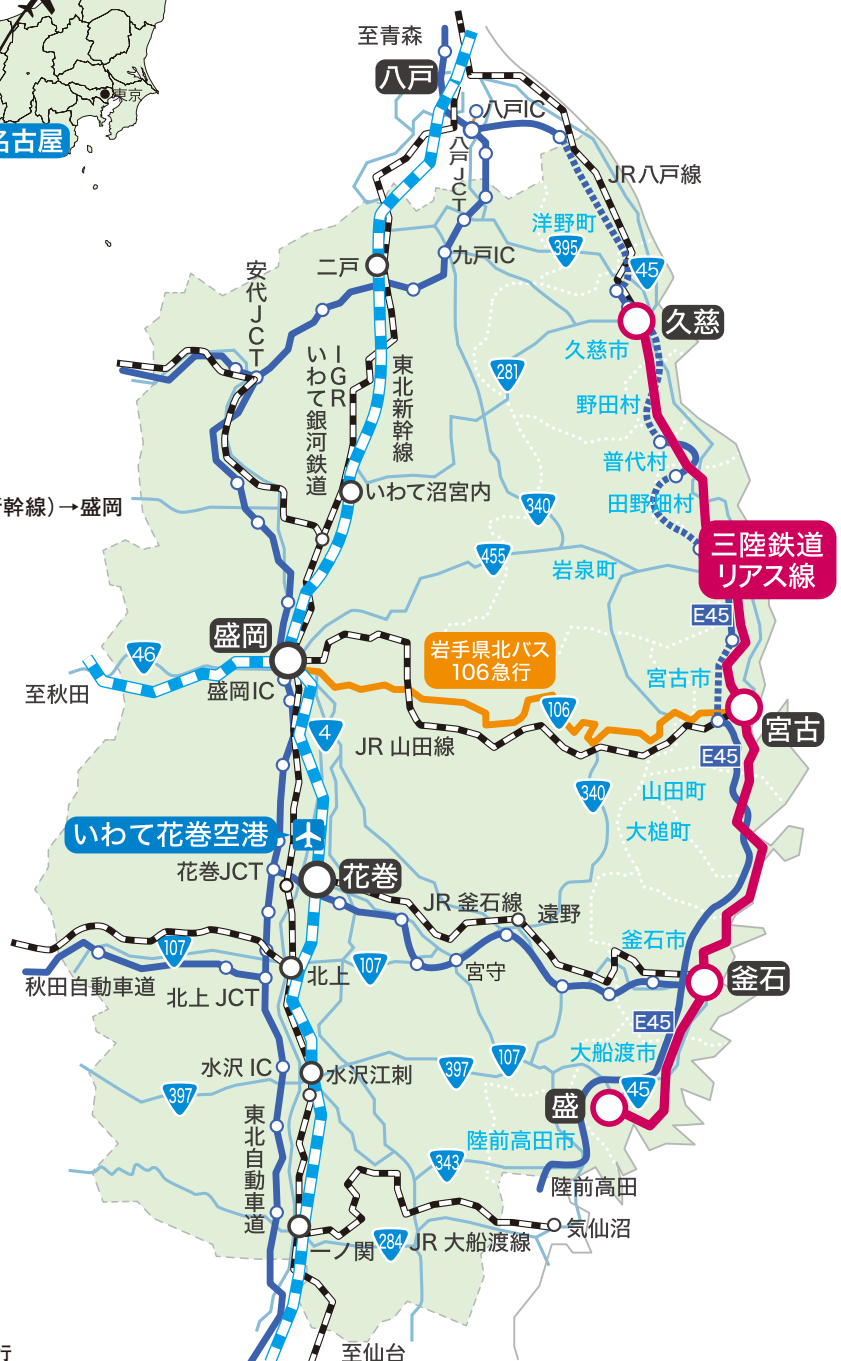 至青森
八戸
八戸IC
東京
名古屋
八戸JCT
JR八戸線
洋野町
395
45
九戸IC
二戸
安代JCT
久慈
久慈市
IGR
いわて銀河鉄道
東北新幹線
281
野田村
普代村
いわて沼宮内
新幹線)→盛岡
340
田野畑村
三陸鉄道
リアス線
455
岩泉町
E45
盛岡
岩手県北バス
106急行
46
至秋田
盛岡IC
宮古市
106
宮古
4
JR 山田線
E45
340
山田町
大槌町
いわて花巻空港
花巻JCT
花巻
JR 釜石線
遠野
釜石市
107
107
北上
宮守
釜石
秋田自動車道
北上 JCT
E45
大船渡市
水沢 IC
水沢江刺
397
107
397
45
盛
東北自動車道
陸前高田市
343
陸前高田
気仙沼
一ノ関
284
JR 大船渡線
至仙台
行